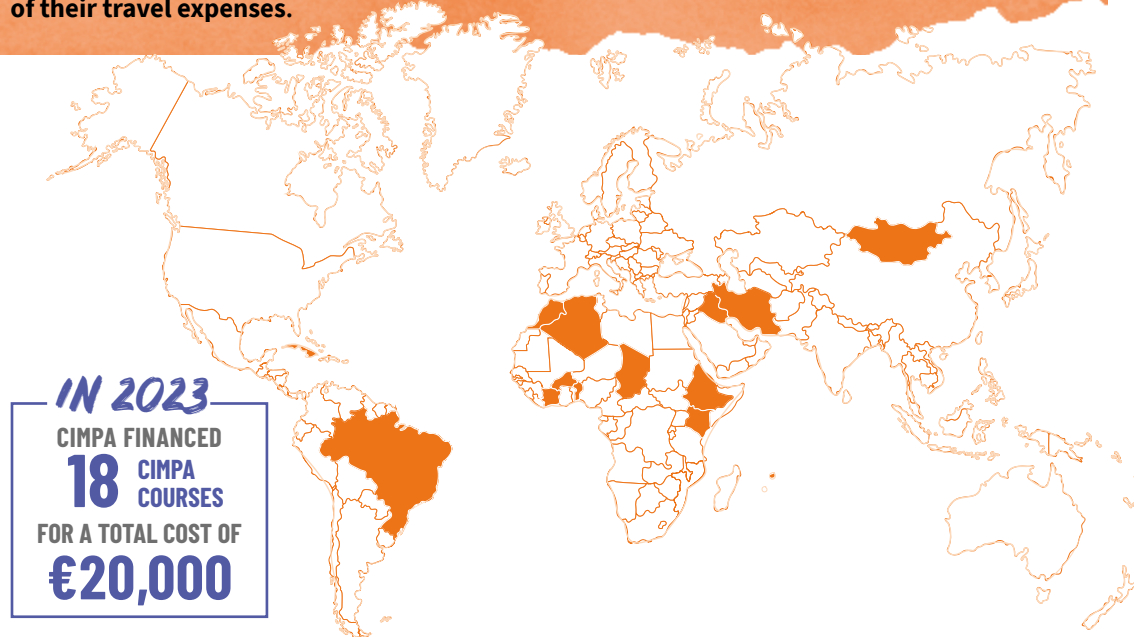 of their travel expenses.
IN 2023
CIMPA FINANCED
18 CIMPA
COURSES
FOR A TOTAL COST OF
€20,000